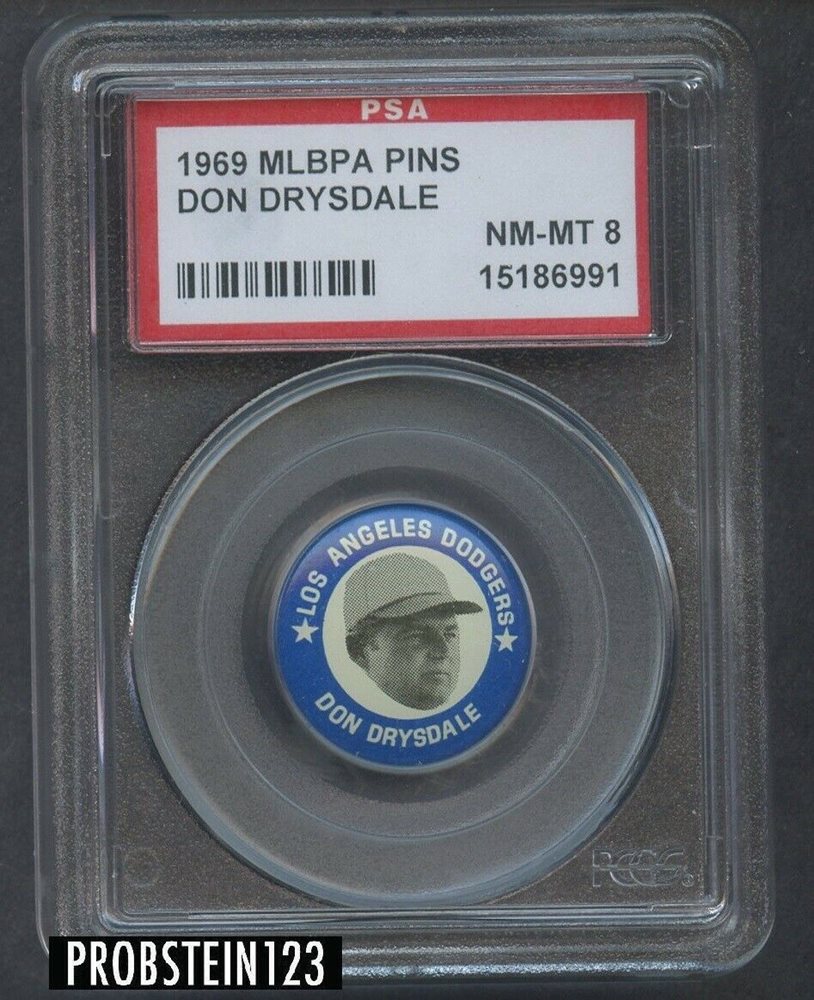 PSA
1969 MLBPA PINS
DON DRYSDALE
NM-MT 8
15186991
LOS ANGELES DODGERS
DON DRYSDALE
PCGS
PROBSTEIN123